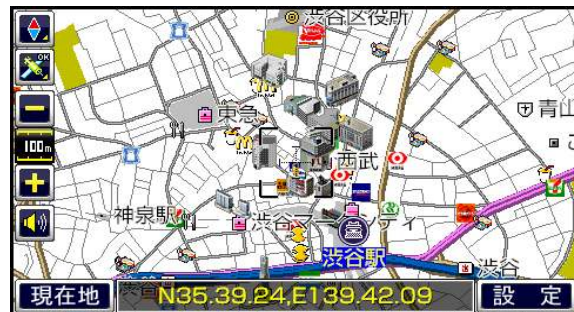 渋谷区役所
OK
東急
青山
100m
西武
神泉駅
渋谷マークシティ
渋谷駅
渋谷
現在地
N35.39.24,E139.42.09
設 定